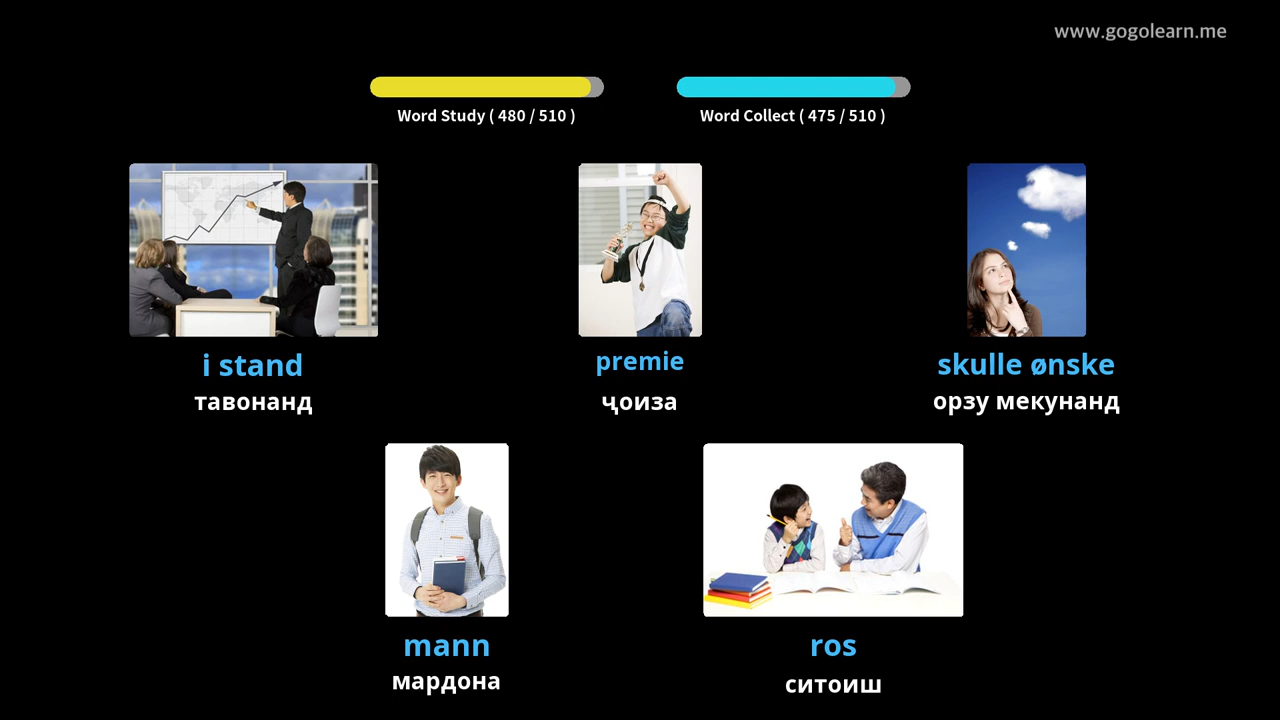 www.gogolearn.me
Word Study ( 480 / 510 )
Word Collect ( 475 / 510 )
i stand
тавонанд
premie
ҷоиза
skulle ønske
орзу мекунанд
mann
мардона
ros
ситоиш